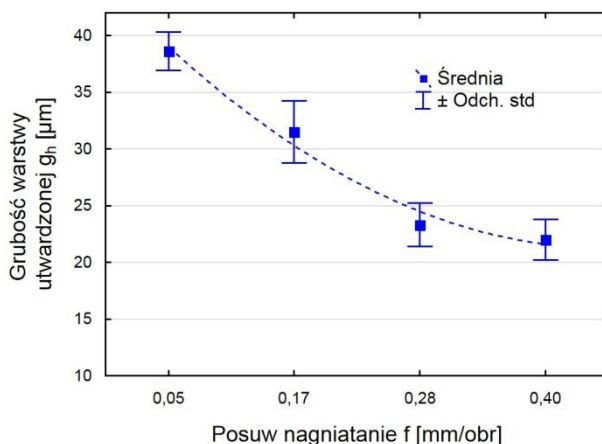 Grubość warstwy
utwardzonej gh [µm]
40
35
30
25
20
15
10
Średnia
± Odch. std
0,05
0,17
0,28
0,40
Posuw nagniatanie f [mm/obr]